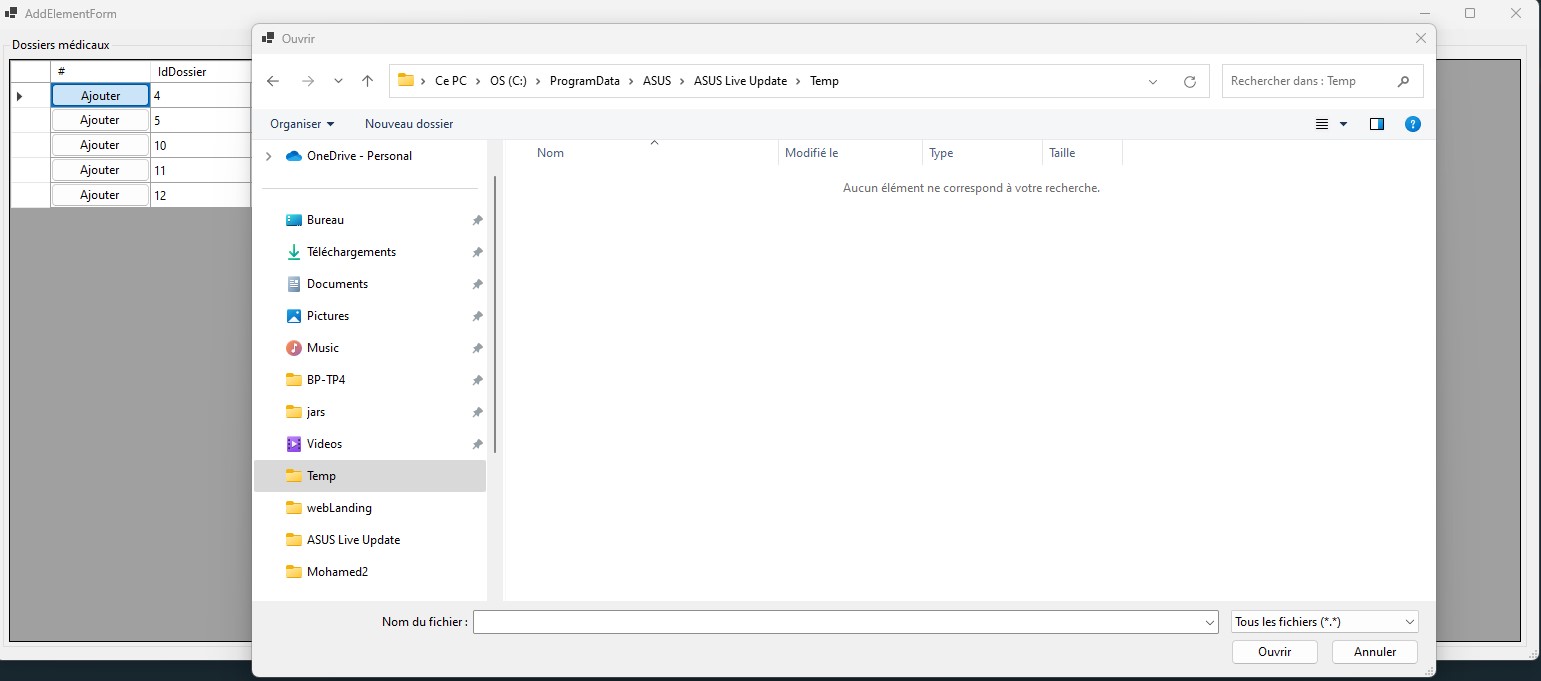 AddElementForm
Dossiers médicaux
# IdDossier
Ajouter 4
Ajouter 5
Ajouter 10
Ajouter 11
Ajouter 12
Ouvrir
Ce PC › OS (C:) › ProgramData › ASUS › ASUS Live Update › Temp
Rechercher dans : Temp
Organiser Nouveau dossier
?
OneDrive - Personal
Bureau
Téléchargements
Documents
Pictures
Music
BP-TP4
jars
Videos
Temp
webLanding
ASUS Live Update
Mohamed2
Nom Modifié le Type Taille
Aucun élément ne correspond à votre recherche.
Nom du fichier :
Tous les fichiers (*.*)
Ouvrir Annuler